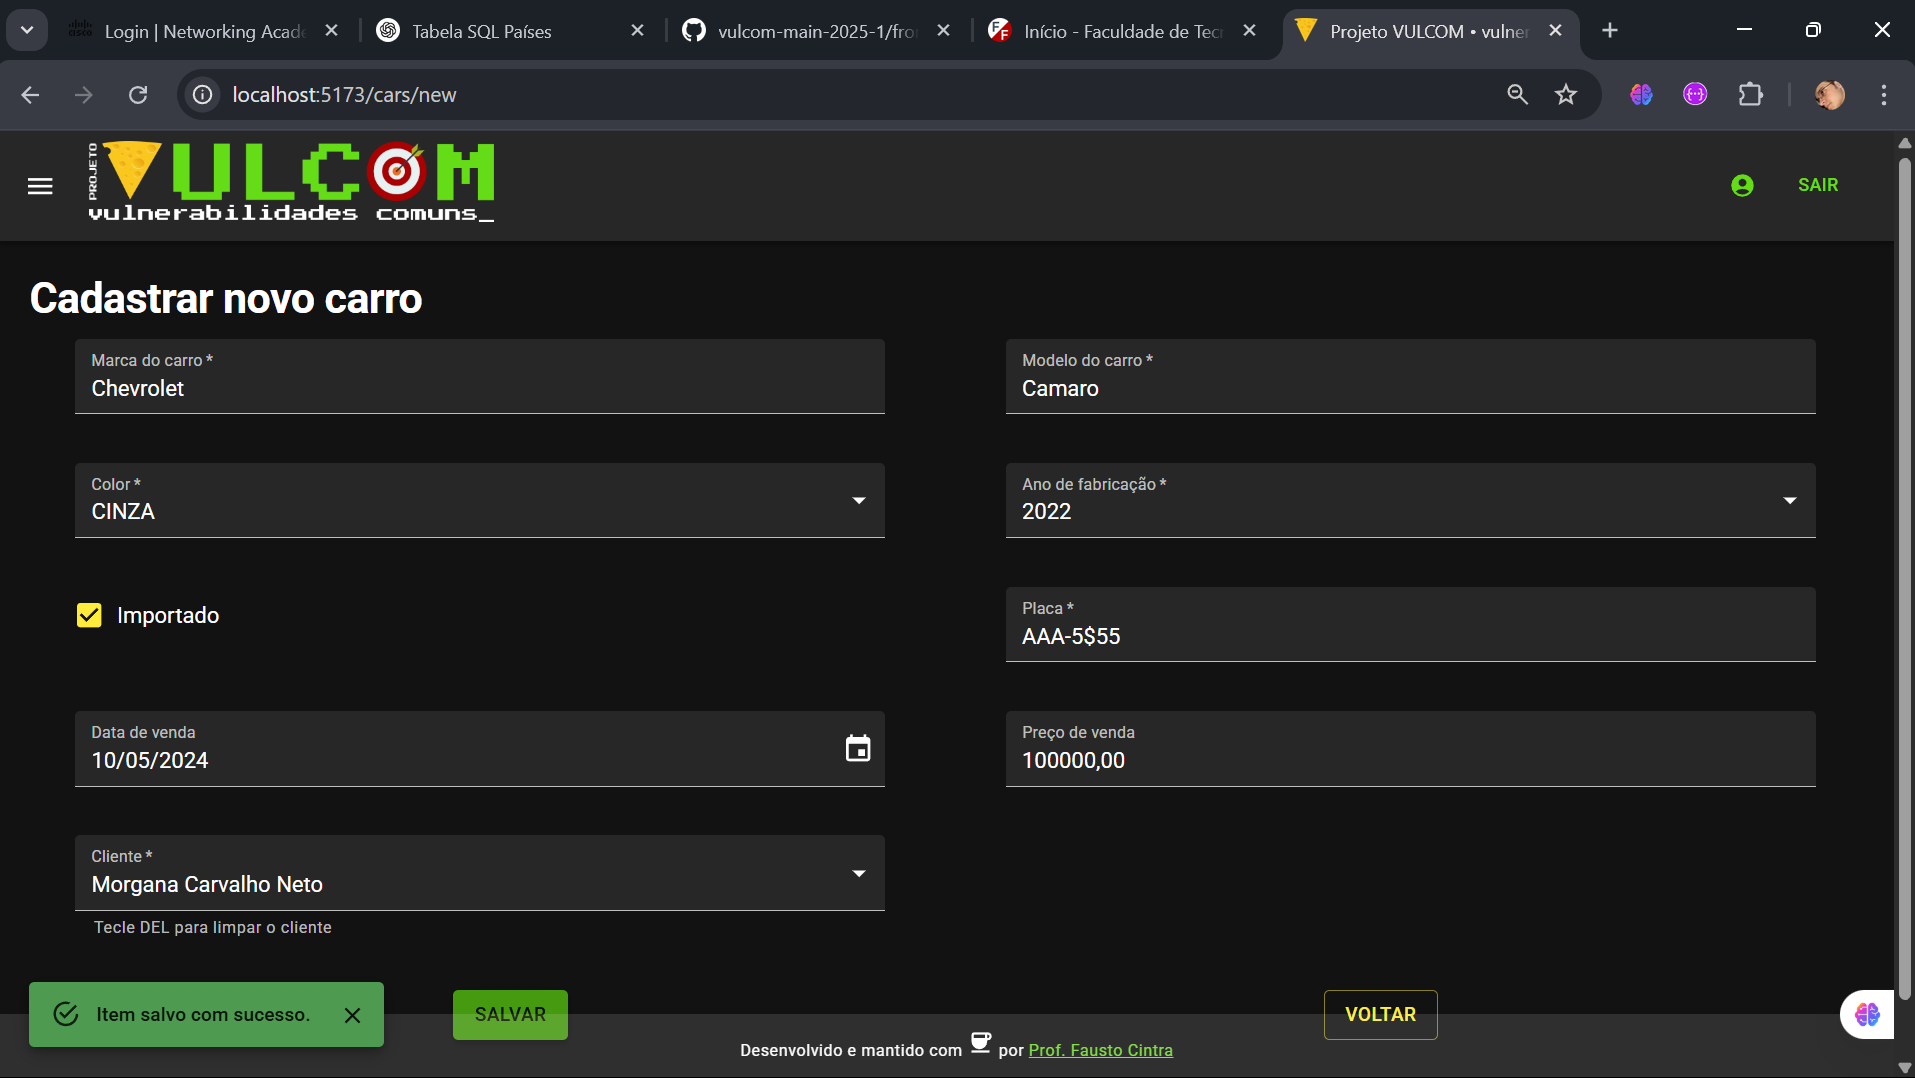 Login | Networking Acade
Tabela SQL Países
vulcom-main-2025-1/fron
Início - Faculdade de Tecr
Projeto VULCOM • vulner
localhost:5173/cars/new
PROJETO
VULCOM
vulnerabilidades comuns_
SAIR
Cadastrar novo carro
Marca do carro *
Chevrolet
Modelo do carro *
Camaro
Color *
CINZA
Ano de fabricação *
2022
Importado
Placa *
AAA-5$55
Data de venda
10/05/2024
Preço de venda
100000,00
Cliente *
Morgana Carvalho Neto
Tecle DEL para limpar o cliente
Item salvo com sucesso.
SALVAR
VOLTAR
Desenvolvido e mantido com por Prof. Fausto Cintra